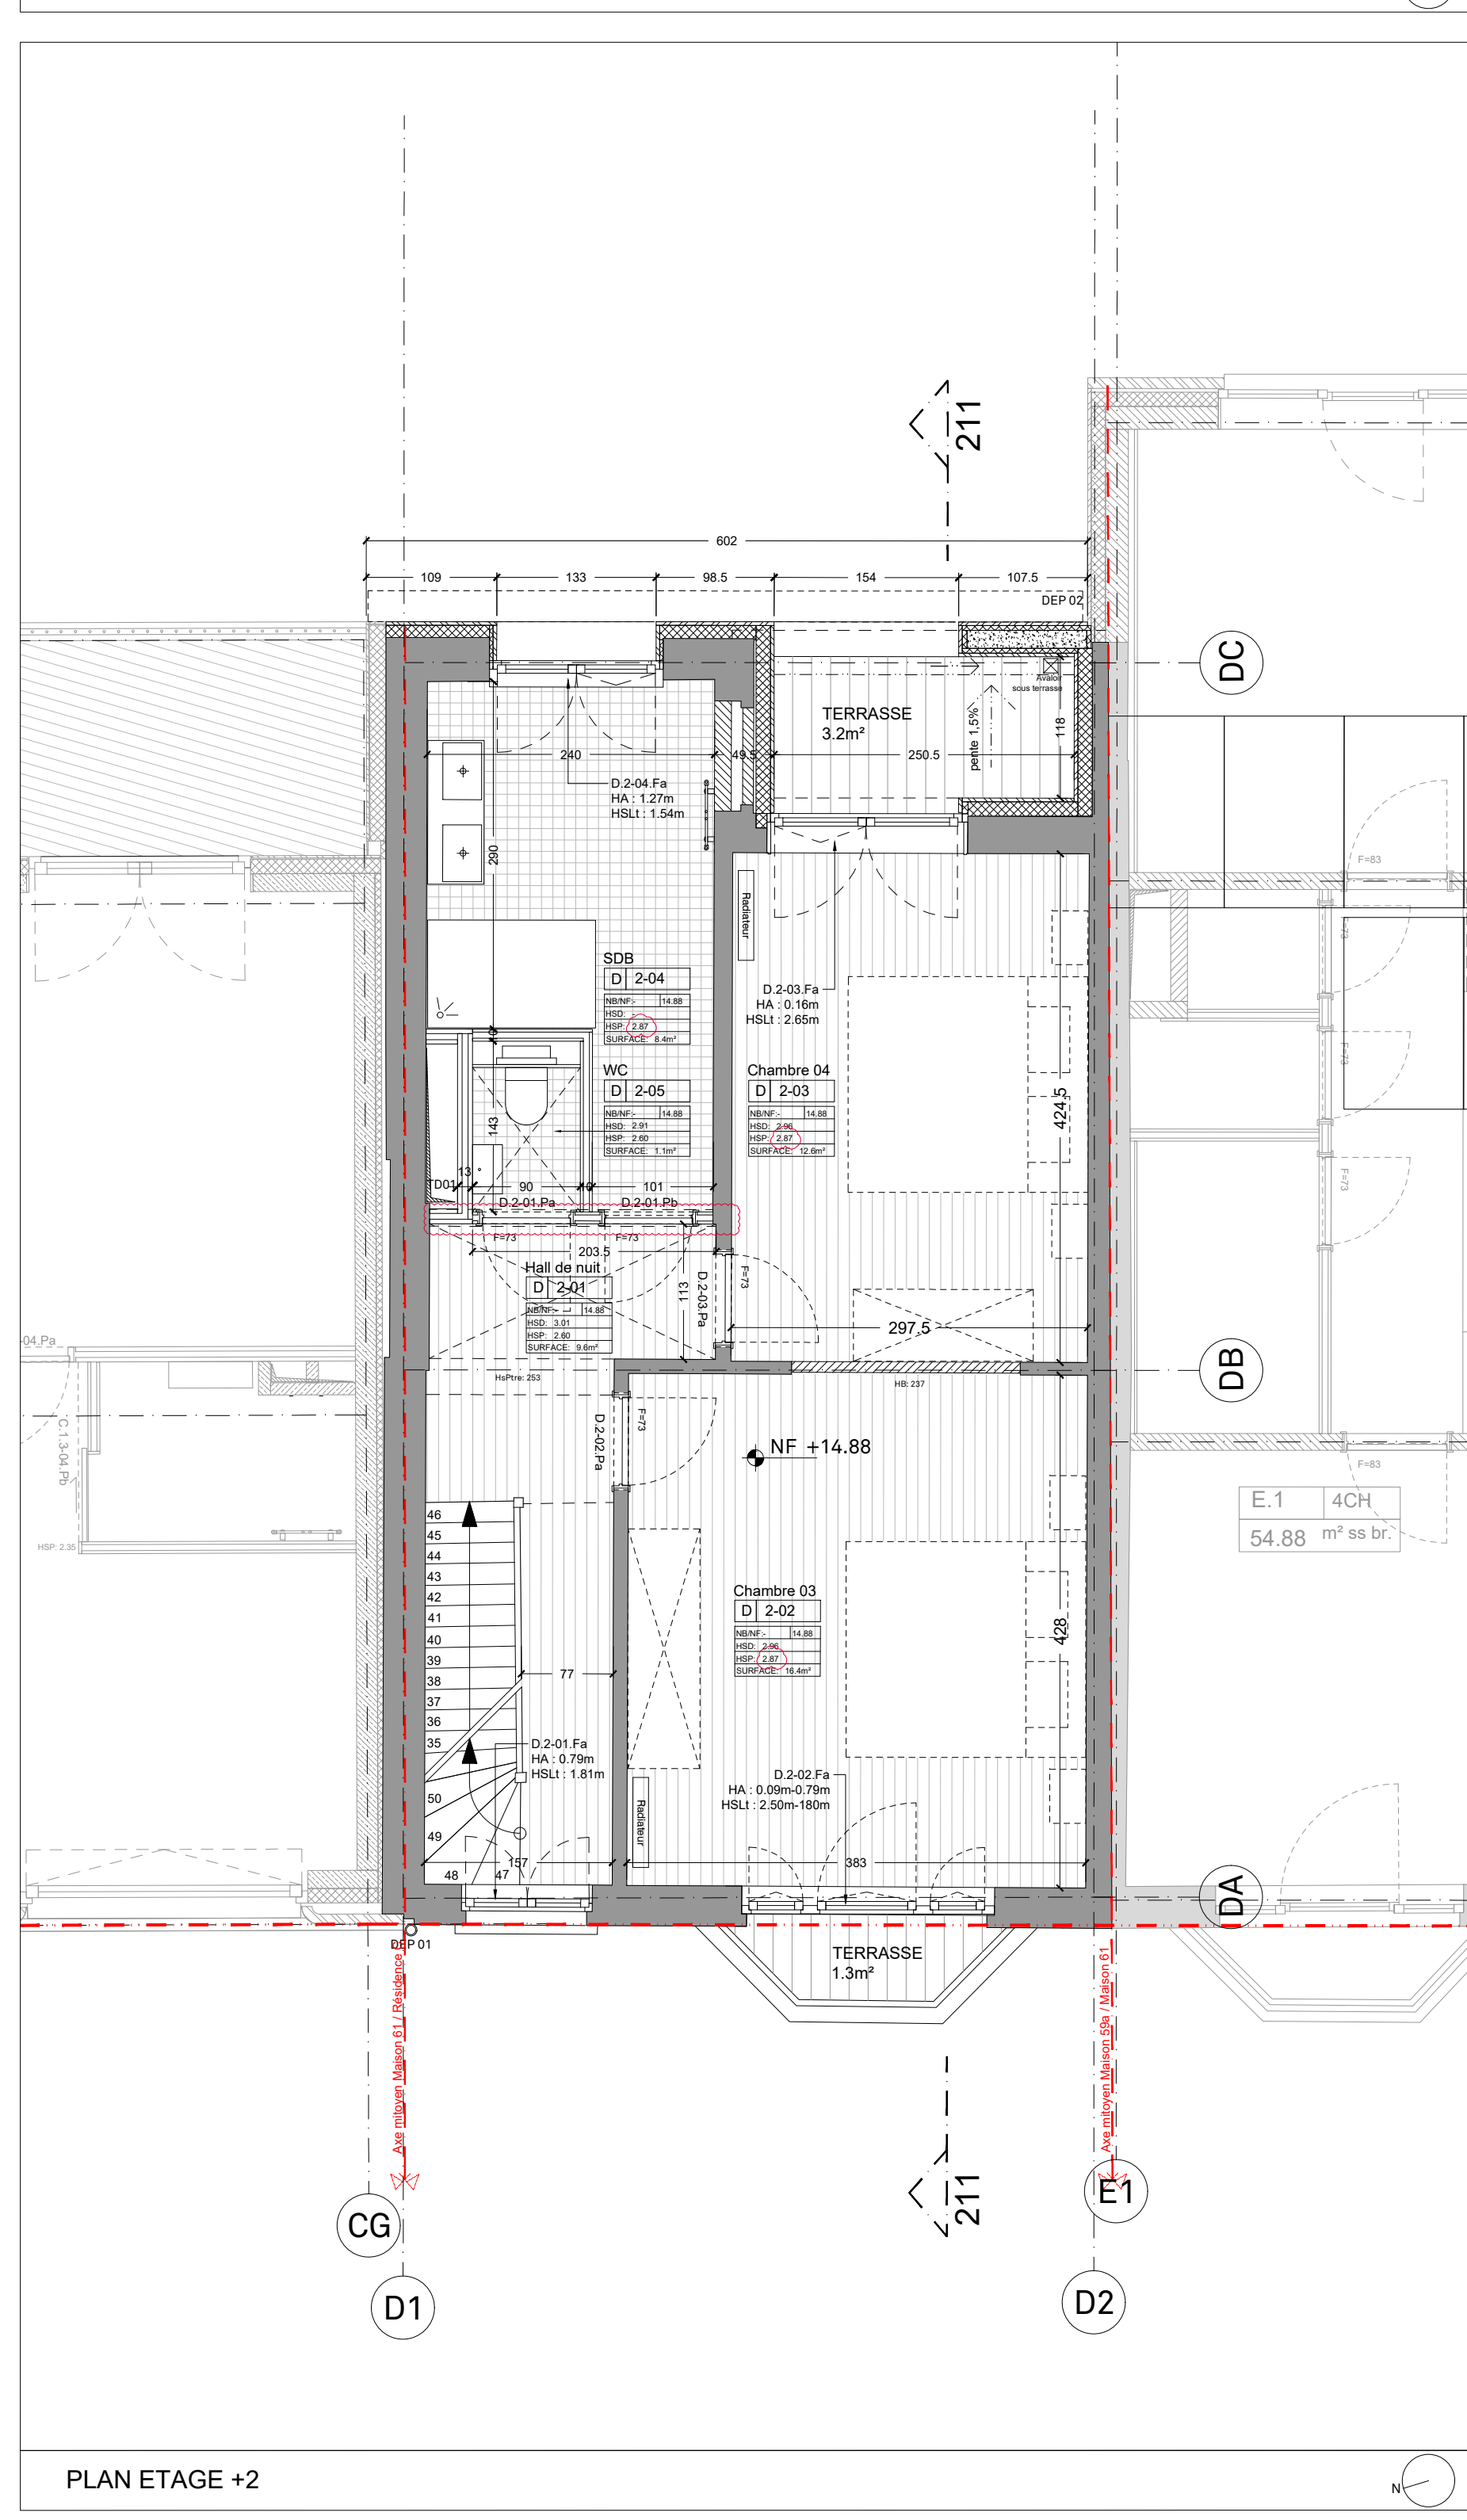 211
602
109
133
98.5
154
107.5
DEP 02
DC
Avaloir
sous terrasse
TERRASSE
3.2m²
pente 1,5%
118
240
49.5
250.5
D.2-04.Fa
HA : 1.27m
HSLt : 1.54m
290
F=83
F=73
Radiateur
SDB
D 2-04
NB/NF:- 14.88
HSD: -
HSP: 2.87
SURFACE: 8.4m²
D.2-03.Fa
HA : 0.16m
HSLt : 2.65m
10
F=73
WC
D 2-05
NB/NF:- 14.88
HSD: 2.91
HSP: 2.60
SURFACE: 1.1m²
Chambre 04
D 2-03
NB/NF:- 14.88
HSD: 2.96
HSP: 2.87
SURFACE: 12.6m²
424.5
143
13
TD01
90
101
F=73
D.2-01.Pa
D.2-01.Pb
F=73
F=73
203.5
Hall de nuit
D 2-01
NB/NF:- 14.88
HSD: 3.01
HSP: 2.60
SURFACE: 9.6m²
113
D.2-03.Pa
F=73
297.5
-04.Pa
DB
HsPtre: 253
HB: 237
C.1.3-04.Pb
D.2-02.Pa
F=73
NF +14.88
F=83
E.1 4CH
54.88 m² ss br.
HSP: 2.35
46
45
44
43
42
41
40
39
38
37
36
35
50
49
48
47
77
Chambre 03
D 2-02
NB/NF:- 14.88
HSD: 2.96
HSP: 2.87
SURFACE: 16.4m²
428
D.2-01.Fa
HA : 0.79m
HSLt : 1.81m
D.2-02.Fa
HA : 0.09m-0.79m
HSLt : 2.50m-180m
Radiateur
157
383
DA
DEP 01
TERRASSE
1.3m²
Axe mitoyen Maison 61 / Résidence
Axe mitoyen Maison 59a / Maison 61
211
E1
CG
D1
D2
PLAN ETAGE +2
N